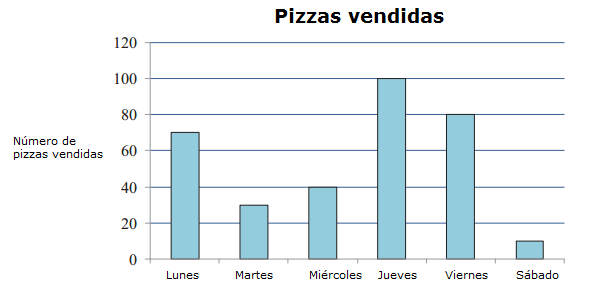 Pizzas vendidas
120
100
80
60
40
20
0
Número de
pizzas vendidas
Lunes Martes Miércoles Jueves Viernes Sábado